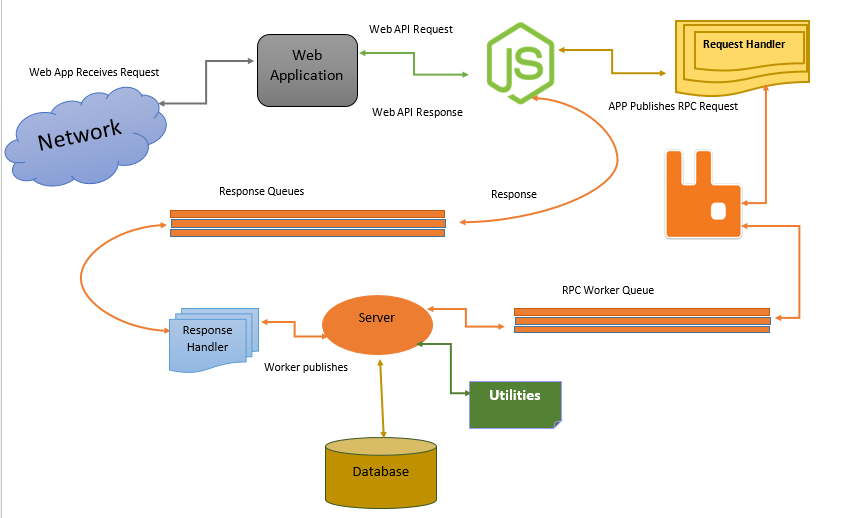 Web API Request
Web
Application
JS
Request Handler
Web App Receives Request
Network
Web API Response
APP Publishes RPC Request
Response Queues
Response
RPC Worker Queue
Server
Response
Handler
Worker publishes
Utilities
Database